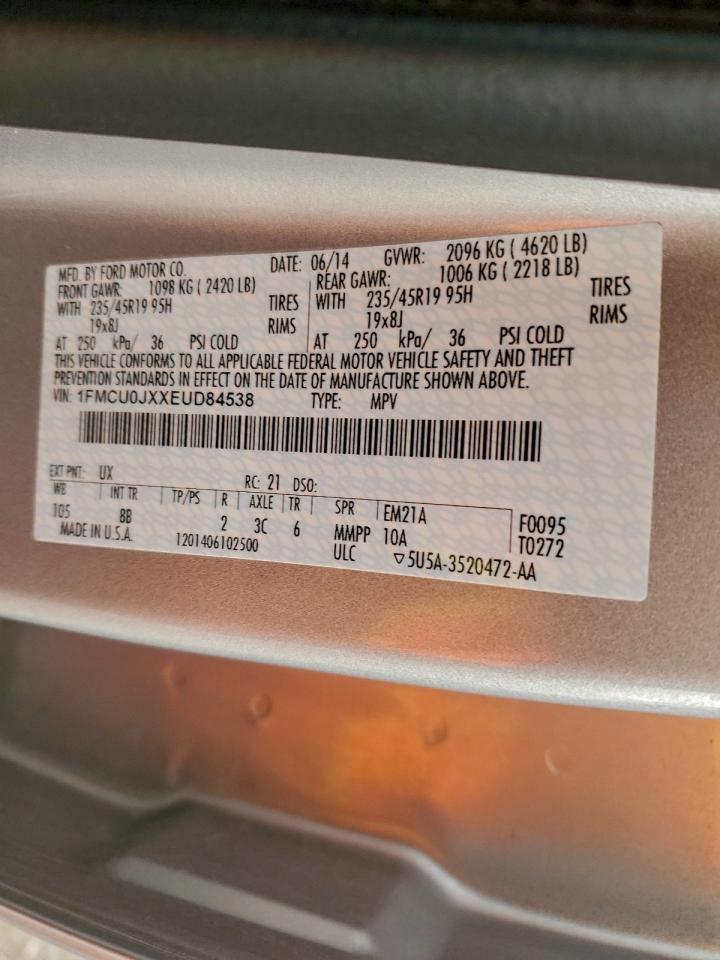 MFD. BY FORD MOTOR CO. DATE: 06/14 GVWR: 2096 KG ( 4620 LB)
FRONT GAWR: 1098 KG ( 2420 LB) REAR GAWR: 1006 KG ( 2218 LB)
WITH 235/45R19 95H TIRES WITH 235/45R19 95H TIRES
19x8J RIMS 19x8J RIMS
AT 250 kPa/ 36 PSI COLD AT 250 kPa/ 36 PSI COLD
THIS VEHICLE CONFORMS TO ALL APPLICABLE FEDERAL MOTOR VEHICLE SAFETY AND THEFT
PREVENTION STANDARDS IN EFFECT ON THE DATE OF MANUFACTURE SHOWN ABOVE.
VIN: 1FMCU0JXXEUD84538 TYPE: MPV
EXT PNT: UX RC: 21 DSO:
WB INT TR TP/PS R AXLE TR SPR EM21A F0095
105 8B 2 3C 6 MMPP 10A T0272
MADE IN U.S.A. 1201406102500 ULC ▽5U5A-3520472-AA